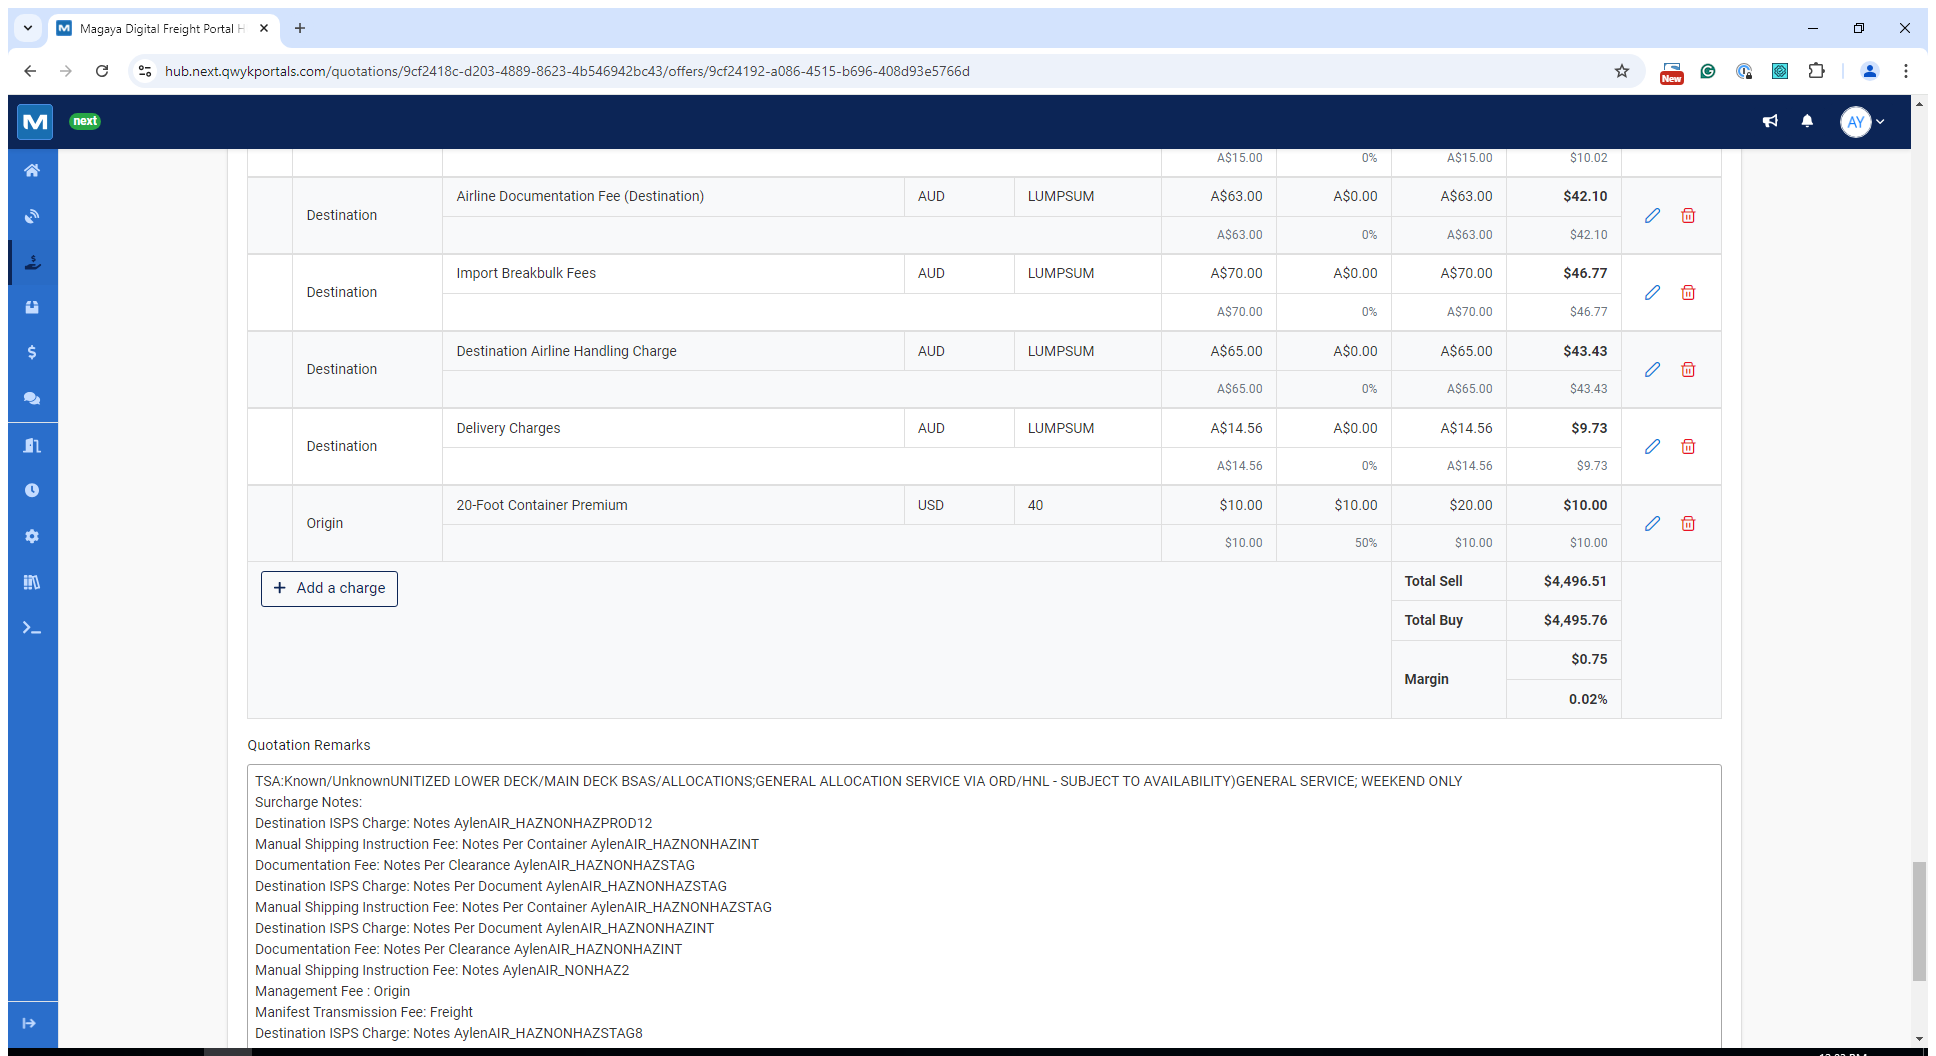 Magaya Digital Freight Portal H
hub.next.qwykportals.com/quotations/9cf2418c-d203-4889-8623-4b546942bc43/offers/9cf24192-a086-4515-b696-408d93e5766d
New
M next AY
A$15.00 0% A$15.00 $10.02
Destination Airline Documentation Fee (Destination) AUD LUMPSUM A$63.00 A$0.00 A$63.00 $42.10
A$63.00 0% A$63.00 $42.10
Destination Import Breakbulk Fees AUD LUMPSUM A$70.00 A$0.00 A$70.00 $46.77
A$70.00 0% A$70.00 $46.77
Destination Destination Airline Handling Charge AUD LUMPSUM A$65.00 A$0.00 A$65.00 $43.43
A$65.00 0% A$65.00 $43.43
Destination Delivery Charges AUD LUMPSUM A$14.56 A$0.00 A$14.56 $9.73
A$14.56 0% A$14.56 $9.73
Origin 20-Foot Container Premium USD 40 $10.00 $10.00 $20.00 $10.00
$10.00 50% $10.00 $10.00
+ Add a charge
Total Sell $4,496.51
Total Buy $4,495.76
Margin $0.75
0.02%
Quotation Remarks
TSA:Known/UnknownUNITIZED LOWER DECK/MAIN DECK BSAS/ALLOCATIONS;GENERAL ALLOCATION SERVICE VIA ORD/HNL - SUBJECT TO AVAILABILITY)GENERAL SERVICE; WEEKEND ONLY
Surcharge Notes:
Destination ISPS Charge: Notes AylenAIR_HAZNONHAZPROD12
Manual Shipping Instruction Fee: Notes Per Container AylenAIR_HAZNONHAZINT
Documentation Fee: Notes Per Clearance AylenAIR_HAZNONHAZSTAG
Destination ISPS Charge: Notes Per Document AylenAIR_HAZNONHAZSTAG
Manual Shipping Instruction Fee: Notes Per Container AylenAIR_HAZNONHAZSTAG
Destination ISPS Charge: Notes Per Document AylenAIR_HAZNONHAZINT
Documentation Fee: Notes Per Clearance AylenAIR_HAZNONHAZINT
Manual Shipping Instruction Fee: Notes AylenAIR_NONHAZ2
Management Fee : Origin
Manifest Transmission Fee: Freight
Destination ISPS Charge: Notes AylenAIR_HAZNONHAZSTAG8